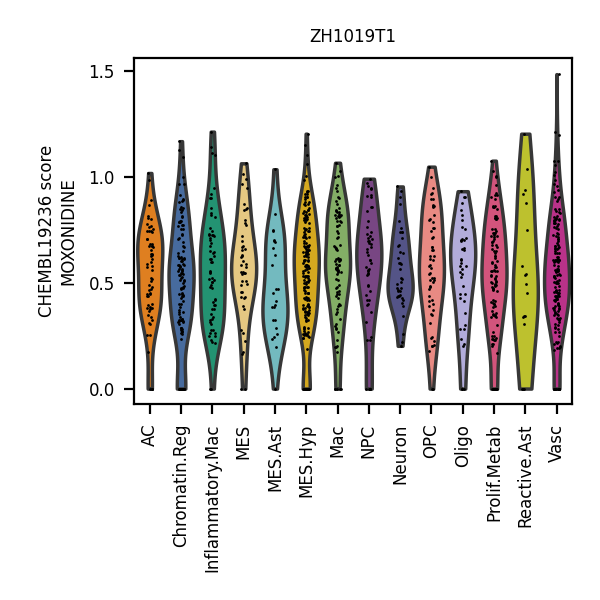 ZH1019T1
CHEMBL19236 score
MOXONIDINE
1.5
1.0
0.5
0.0
AC
Chromatin.Reg
Inflammatory.Mac
MES
MES.Ast
MES.Hyp
Mac
NPC
Neuron
OPC
Oligo
Prolif.Metab
Reactive.Ast
Vasc